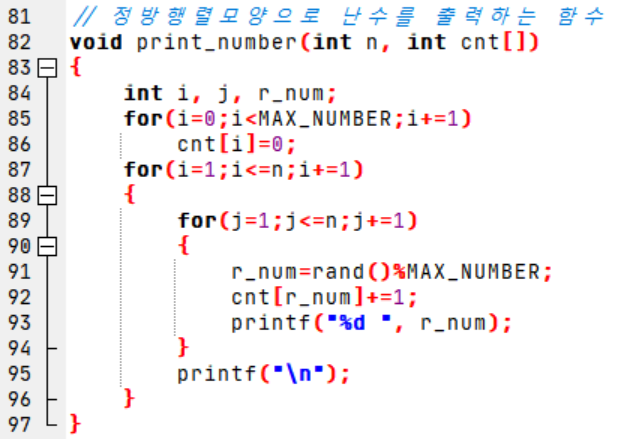 81 // 정방행렬모양으로 난수를 출력하는 함수
82 void print_number(int n, int cnt[])
83 {
84     int i, j, r_num;
85     for(i=0;i<MAX_NUMBER;i+=1)
86         cnt[i]=0;
87     for(i=1;i<=n;i+=1)
88     {
89         for(j=1;j<=n;j+=1)
90         {
91             r_num=rand()%MAX_NUMBER;
92             cnt[r_num]+=1;
93             printf("%d ", r_num);
94         }
95         printf("\n");
96     }
97 }